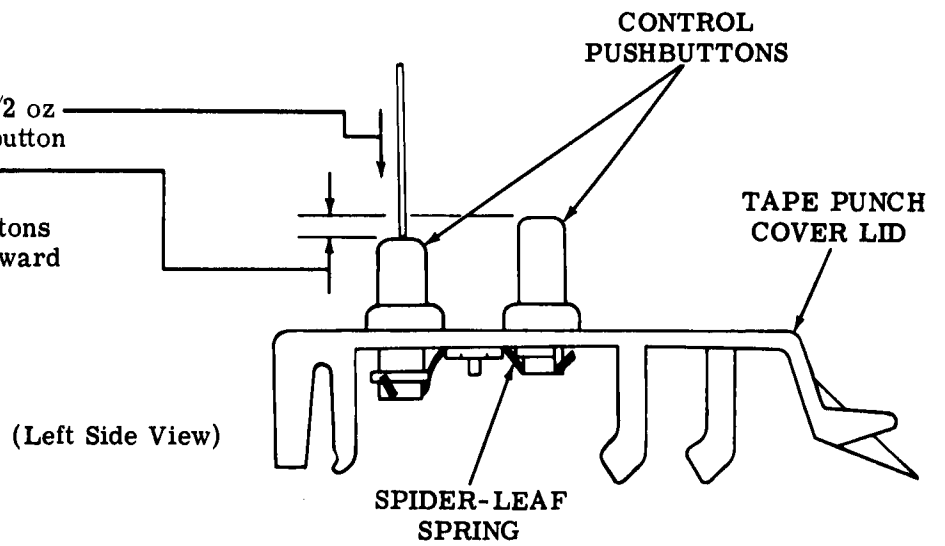 CONTROL
PUSHBUTTONS
/2 oz
button
tons
ward
TAPE PUNCH
COVER LID
(Left Side View)
SPIDER-LEAF
SPRING